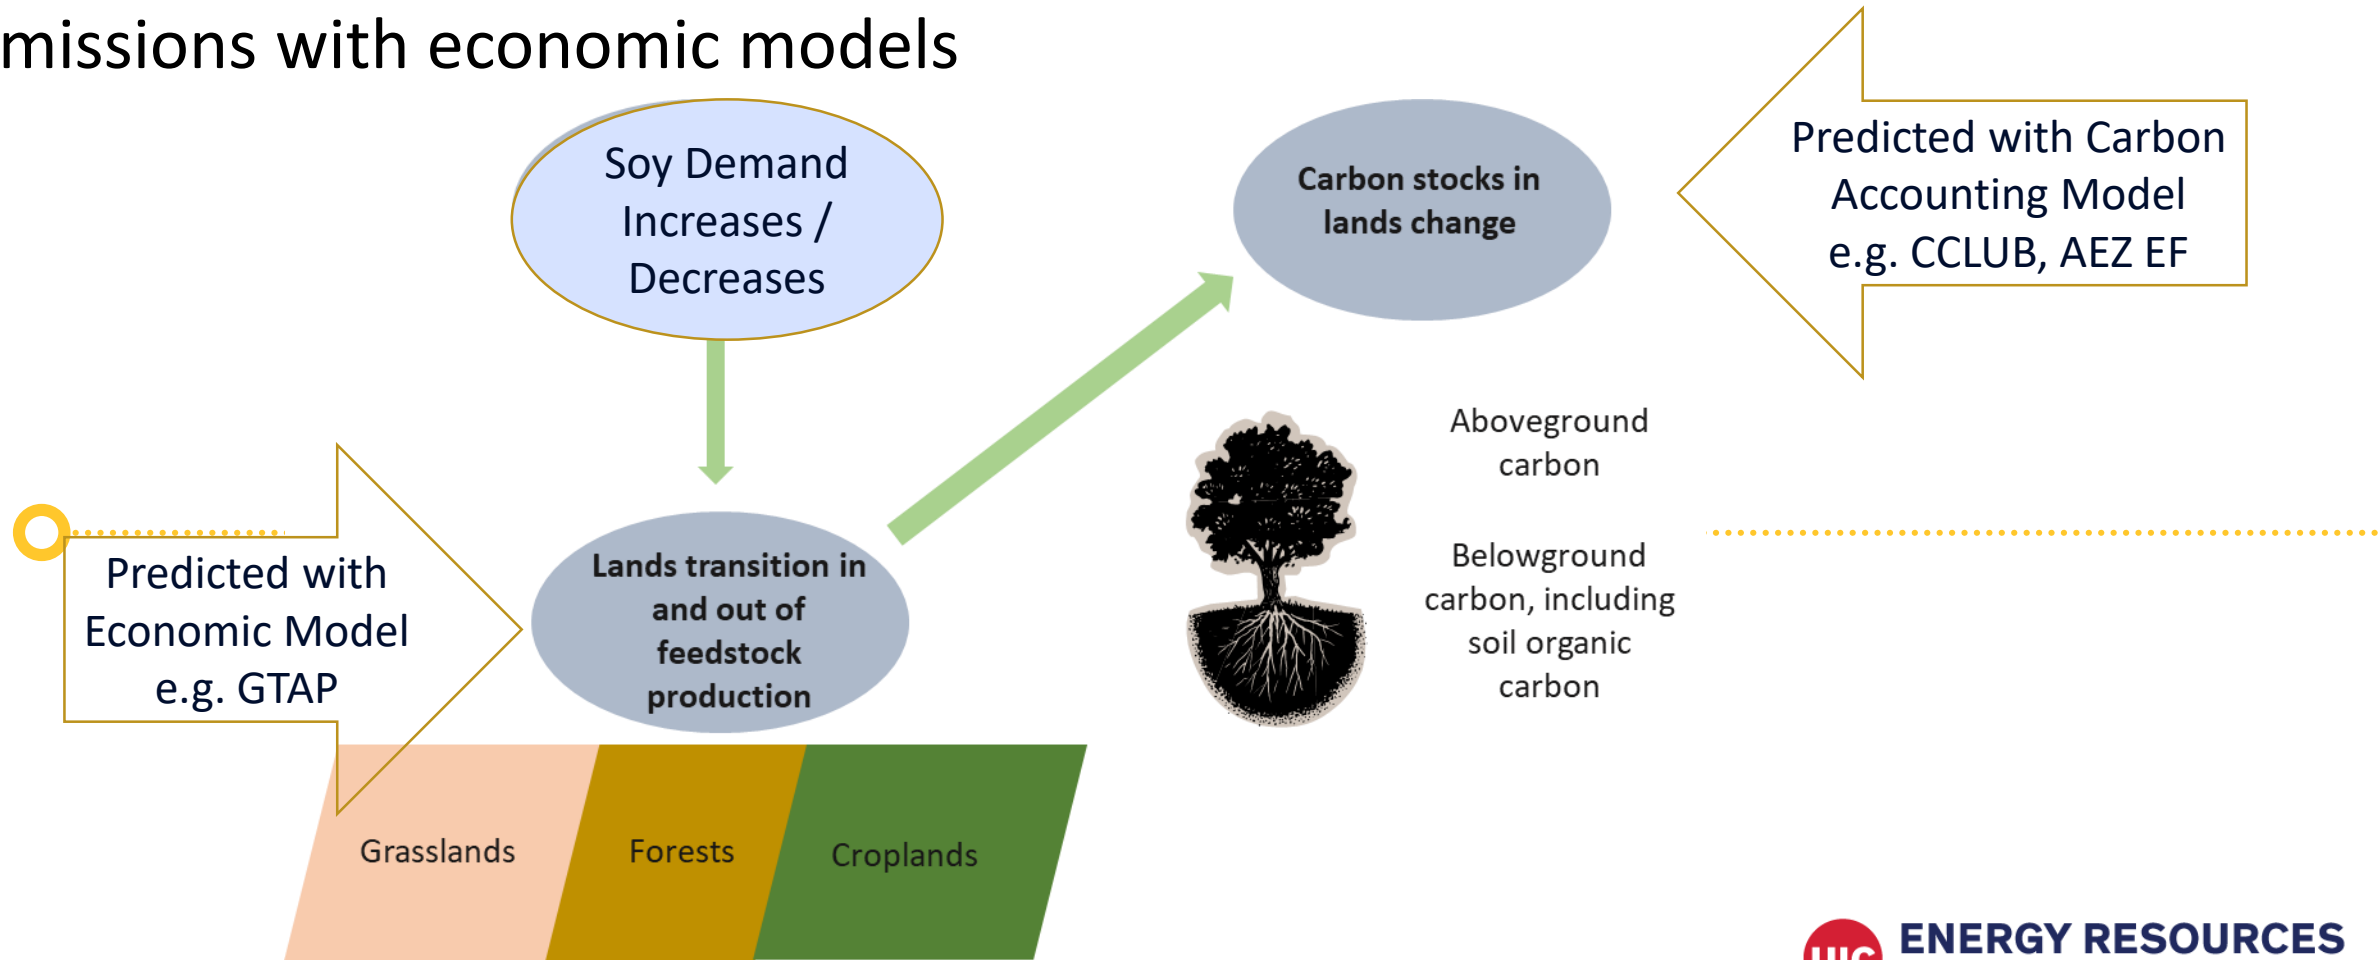 missions with economic models
Soy Demand
Increases /
Decreases
Carbon stocks in
lands change
Predicted with Carbon
Accounting Model
e.g. CCLUB, AEZ EF
Aboveground
carbon
Belowground
carbon, including
soil organic
carbon
Predicted with
Economic Model
e.g. GTAP
Lands transition in
and out of
feedstock
production
Grasslands
Forests
Croplands
UIC
ENERGY RESOURCES